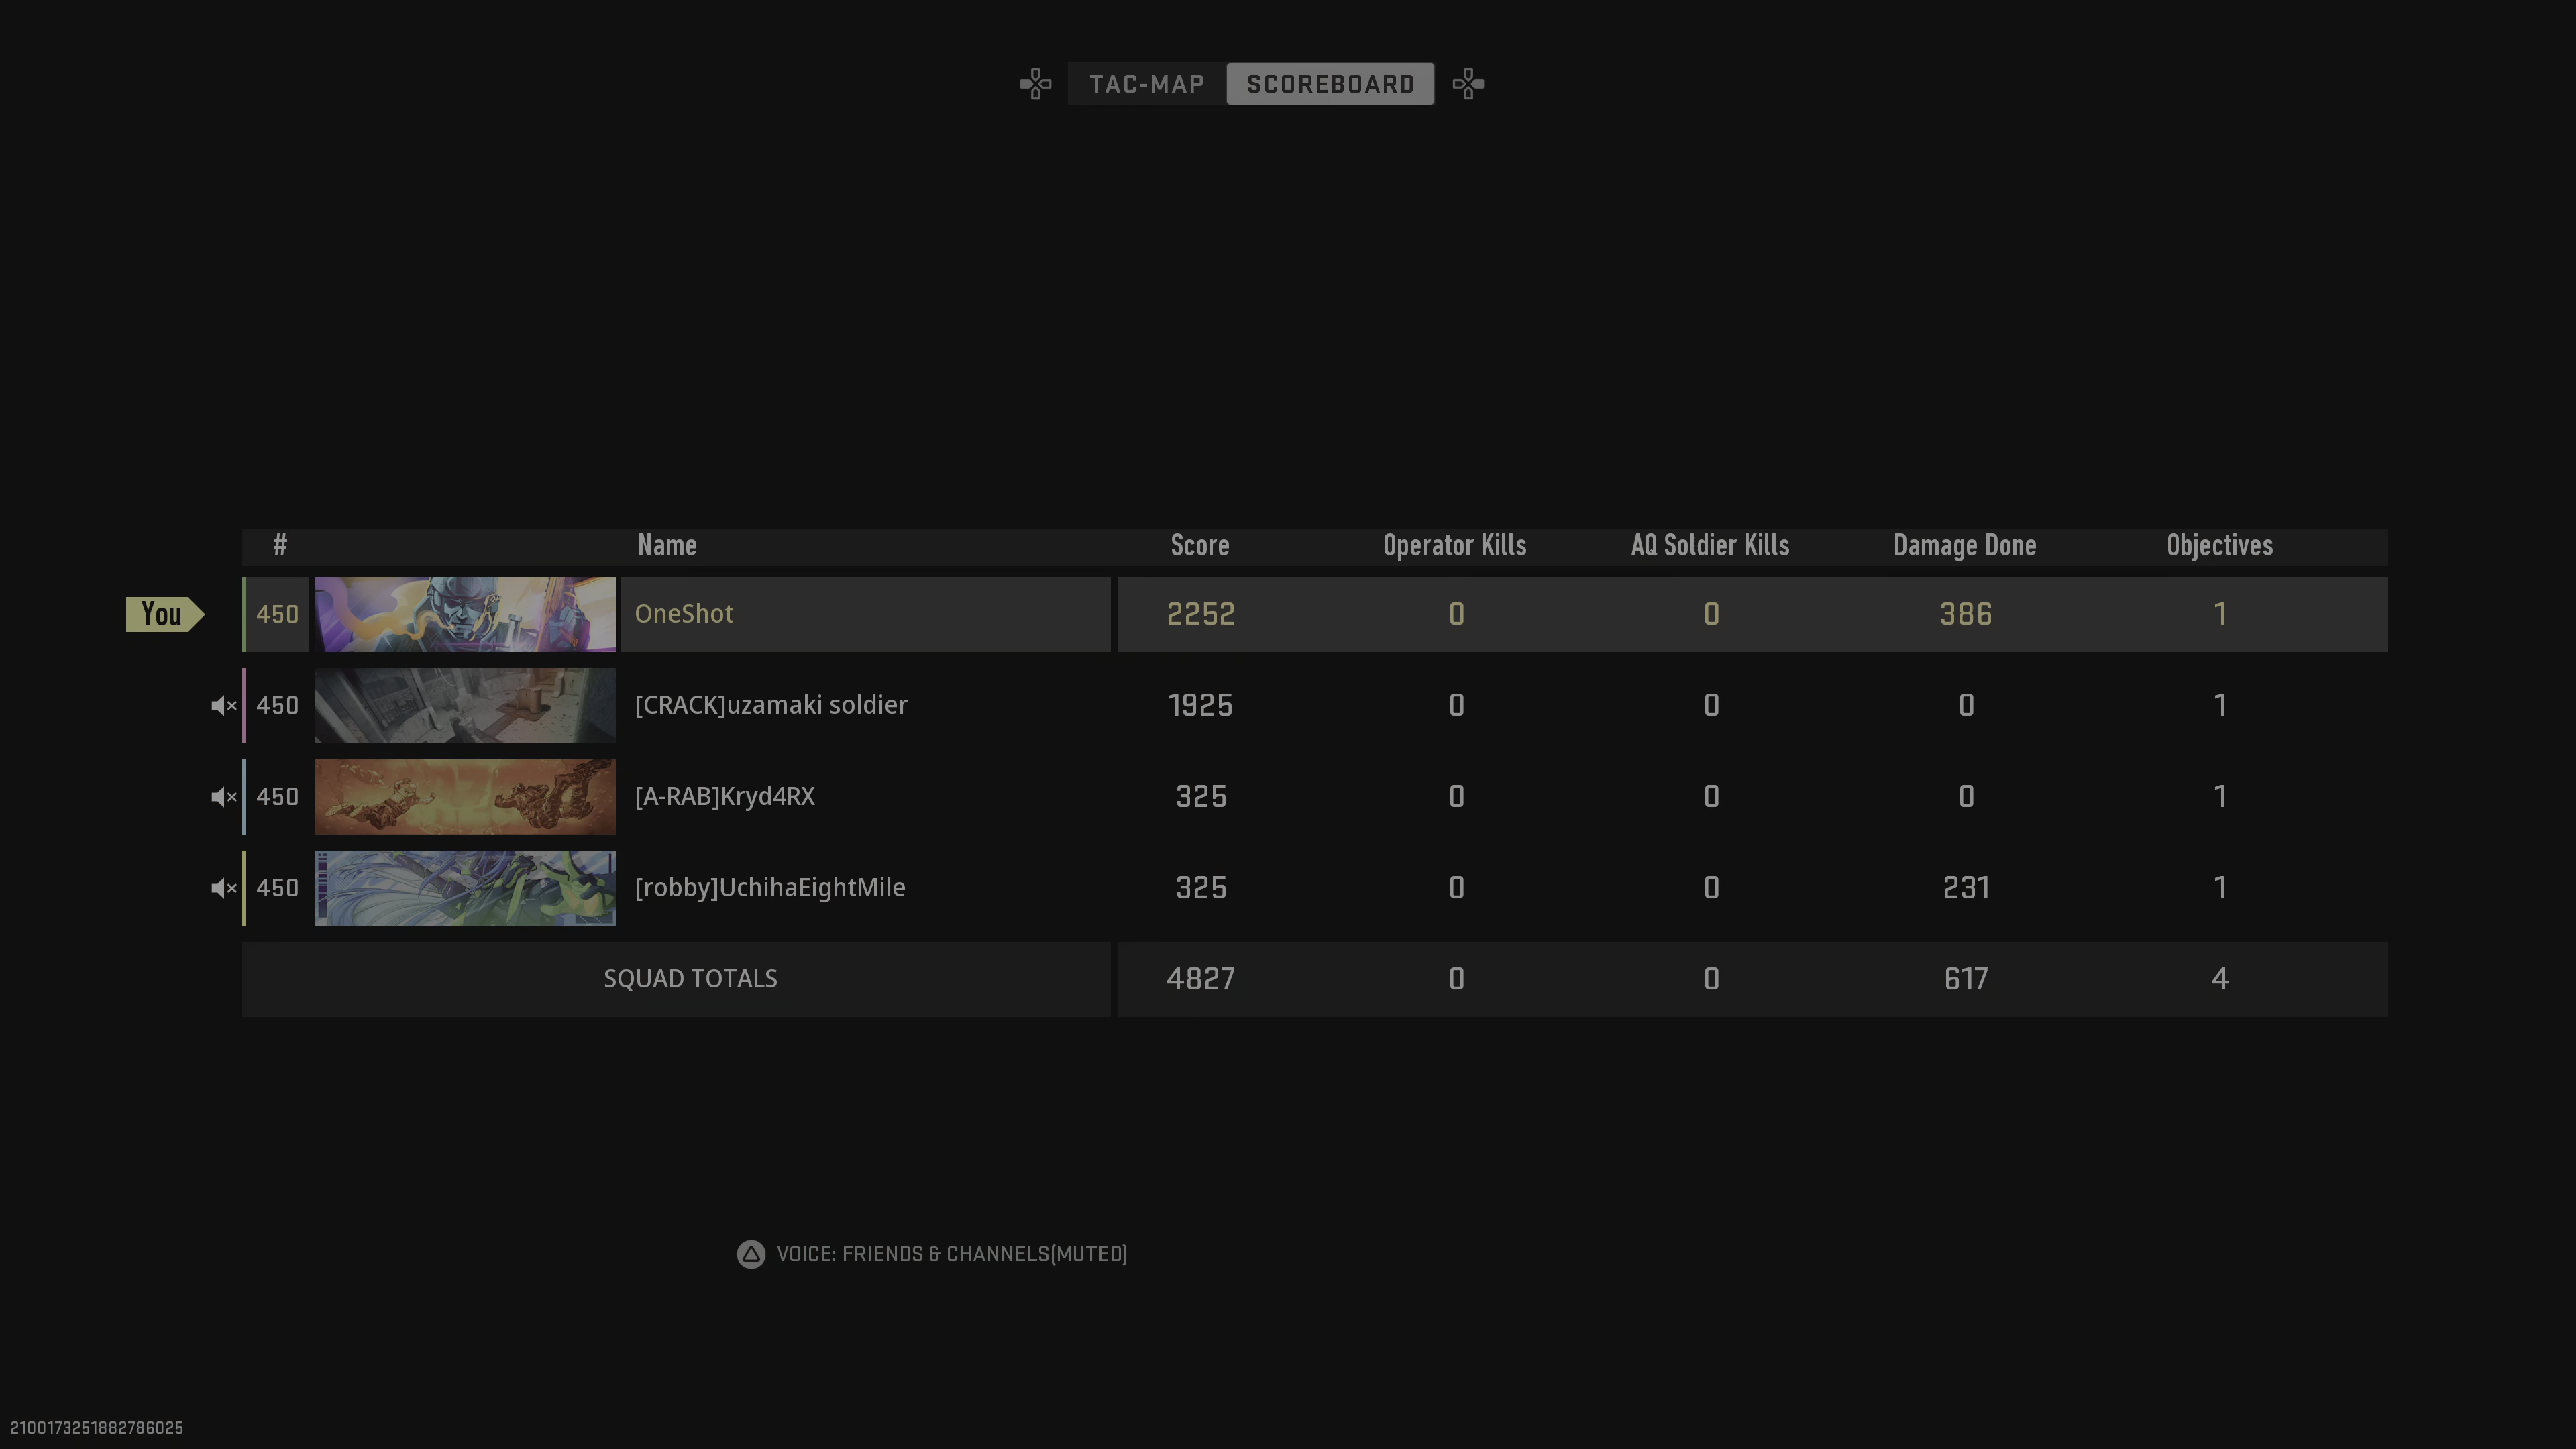 TAC-MAP SCOREBOARD
# Name Score Operator Kills AQ Soldier Kills Damage Done Objectives
You 450 OneShot 2252 0 0 386 1
450 [CRACK]uzamaki soldier 1925 0 0 0 1
450 [A-RAB]Kryd4RX 325 0 0 0 1
450 [robby]UchihaEightMile 325 0 0 231 1
SQUAD TOTALS 4827 0 0 617 4
VOICE: FRIENDS & CHANNELS(MUTED)
2100173251882786025